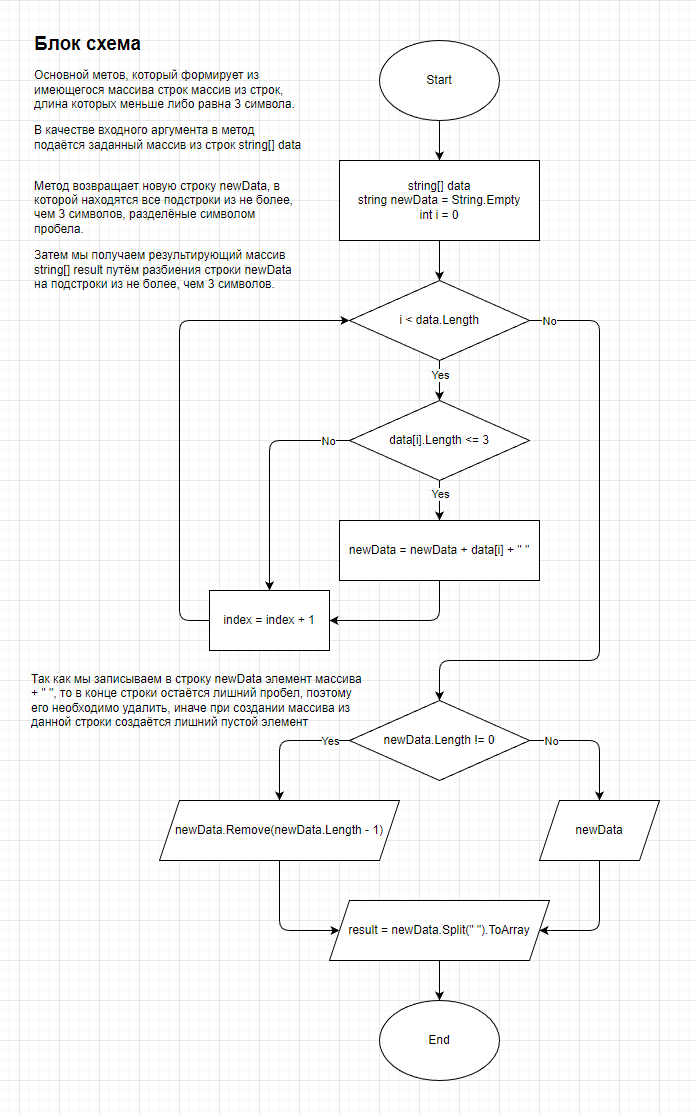 Блок схема
Основной метов, который формирует из
имеющегося массива строк массив из строк,
длина которых меньше либо равна 3 символа.
В качестве входного аргумента в метод
подаётся заданный массив из строк string[] data
Метод возвращает новую строку newData, в
которой находятся все подстроки из не более,
чем 3 символов, разделёные символом
пробела.
Затем мы получаем результирующий массив
string[] result путём разбиения строки newData
на подстроки из не более, чем 3 символов.
Start
string[] data
string newData = String.Empty
int i = 0
i < data.Length
No
Yes
data[i].Length <= 3
No
Yes
newData = newData + data[i] + " "
index = index + 1
Так как мы записываем в строку newData элемент массива
+ " ", то в конце строки остаётся лишний пробел, поэтому
его необходимо удалить, иначе при создании массива из
данной строки создаётся лишний пустой элемент
newData.Length != 0
Yes
No
newData.Remove(newData.Length - 1)
newData
result = newData.Split(" ").ToArray
End